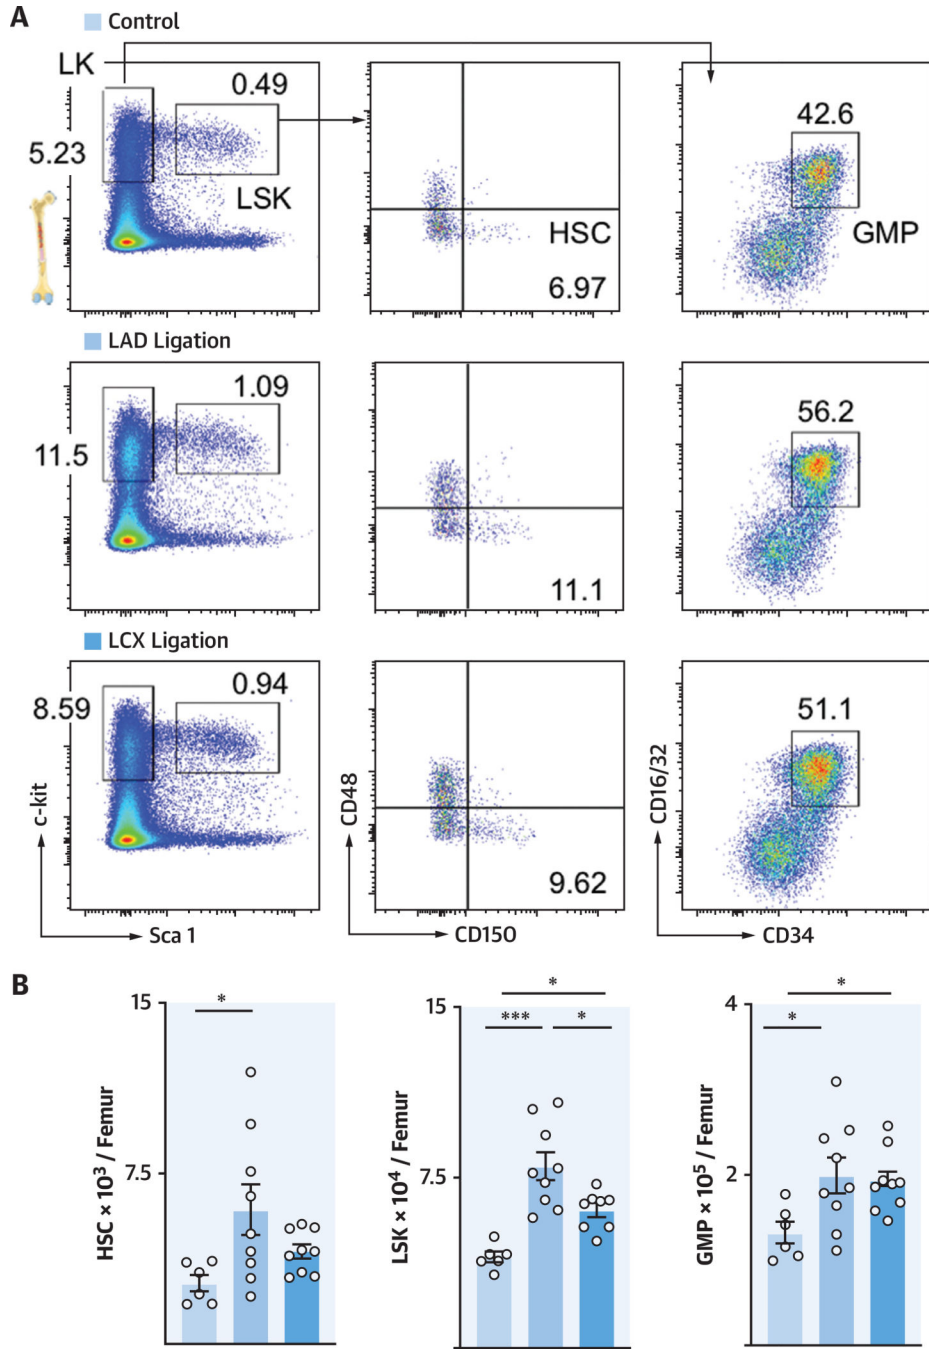 A
Control
LK
0.49
5.23
LSK
HSC
6.97
42.6
GMP
LAD Ligation
1.09
11.5
11.1
56.2
LCX Ligation
0.94
8.59
9.62
51.1
c-kit
Sca 1
CD48
CD150
CD16/32
CD34
B
HSC × 10³ / Femur
15
7.5
*
LSK × 10⁴ / Femur
15
7.5
*
*** *
GMP × 10⁵ / Femur
4
2
*
*